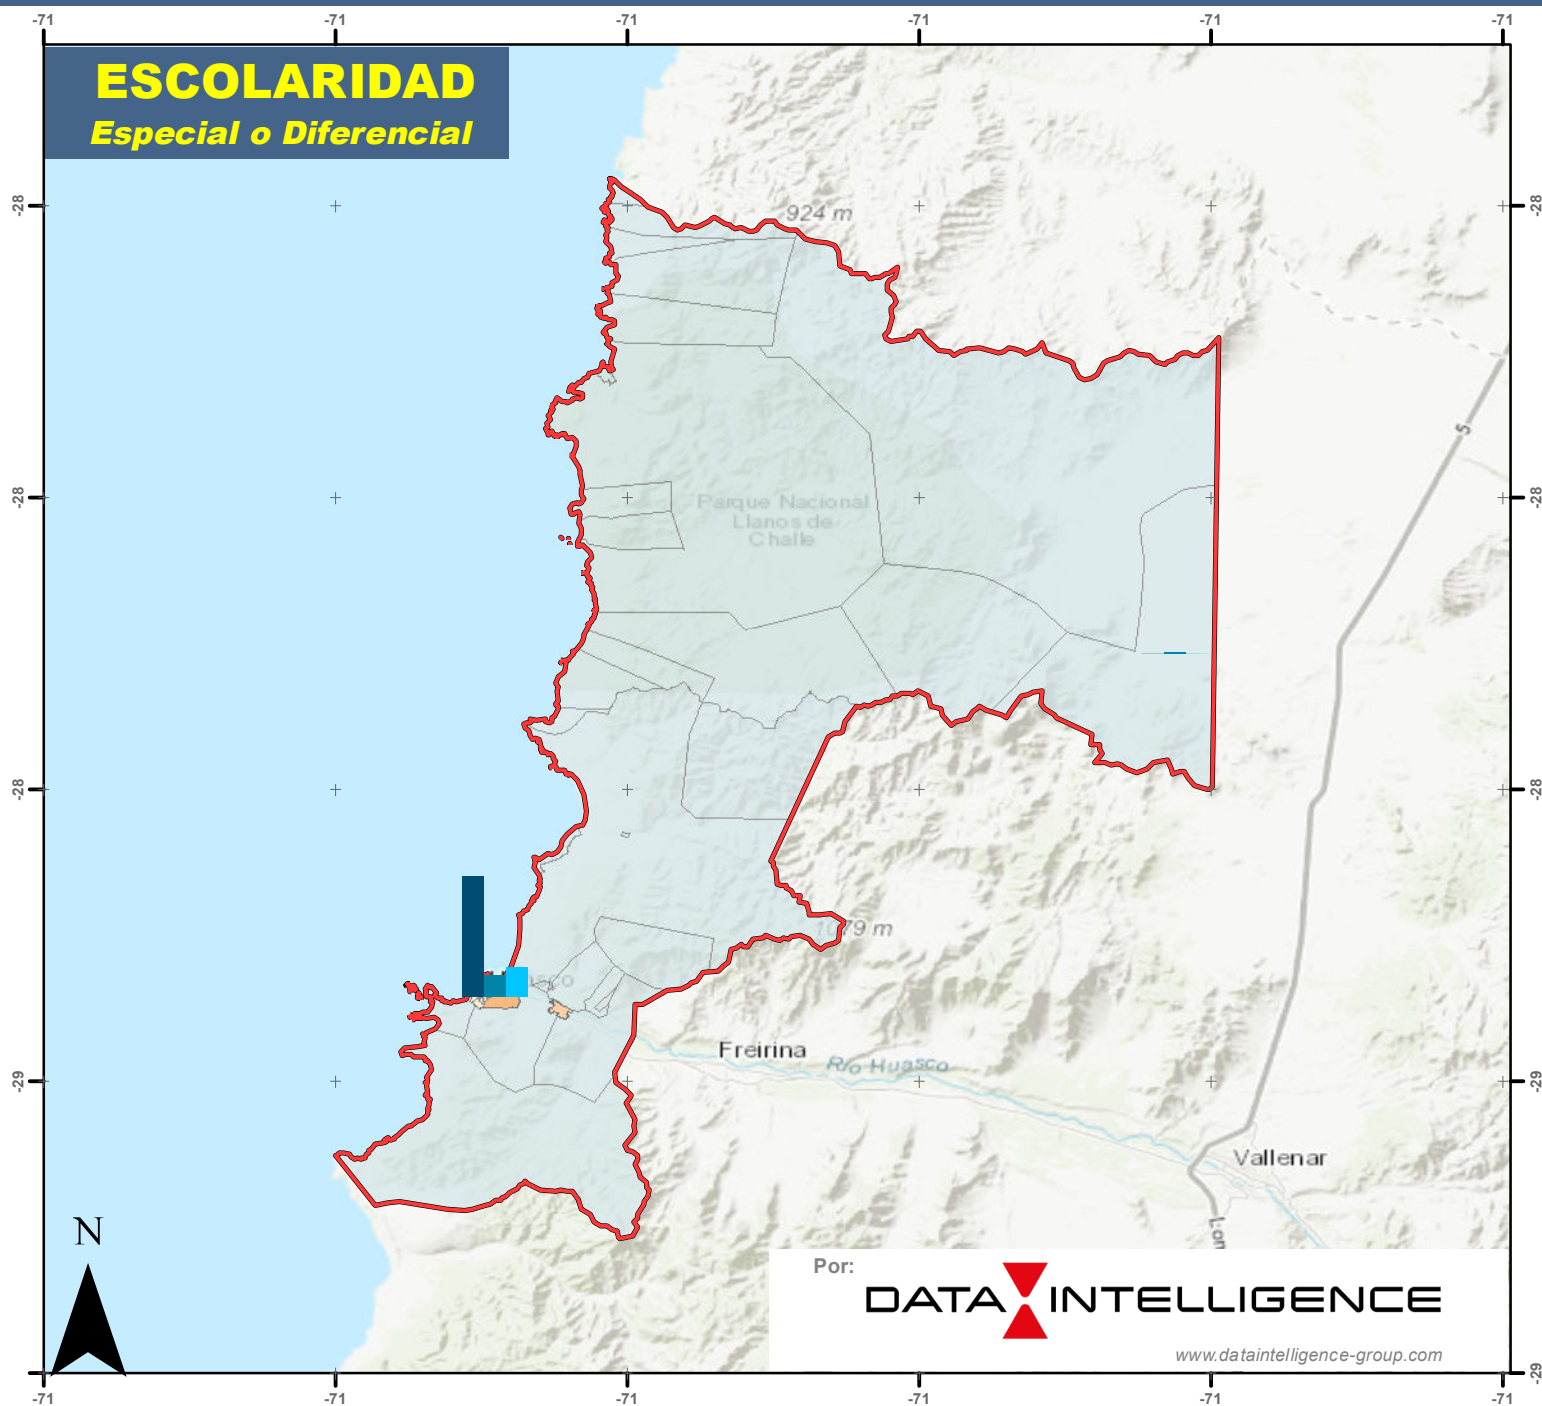 -71 -71 -71 -71 -71 -71
ESCOLARIDAD
Especial o Diferencial
924 m
-28 -28
5
-28 -28
Parque Nacional
Llanos de
Challe
-28 -28
1079 m
Freirina
Río Huasco
-29 -29
Vallenar
N
Por:
DATA INTELLIGENCE
www.dataintelligence-group.com
-29
-71 -71 -71 -71 -71 -71